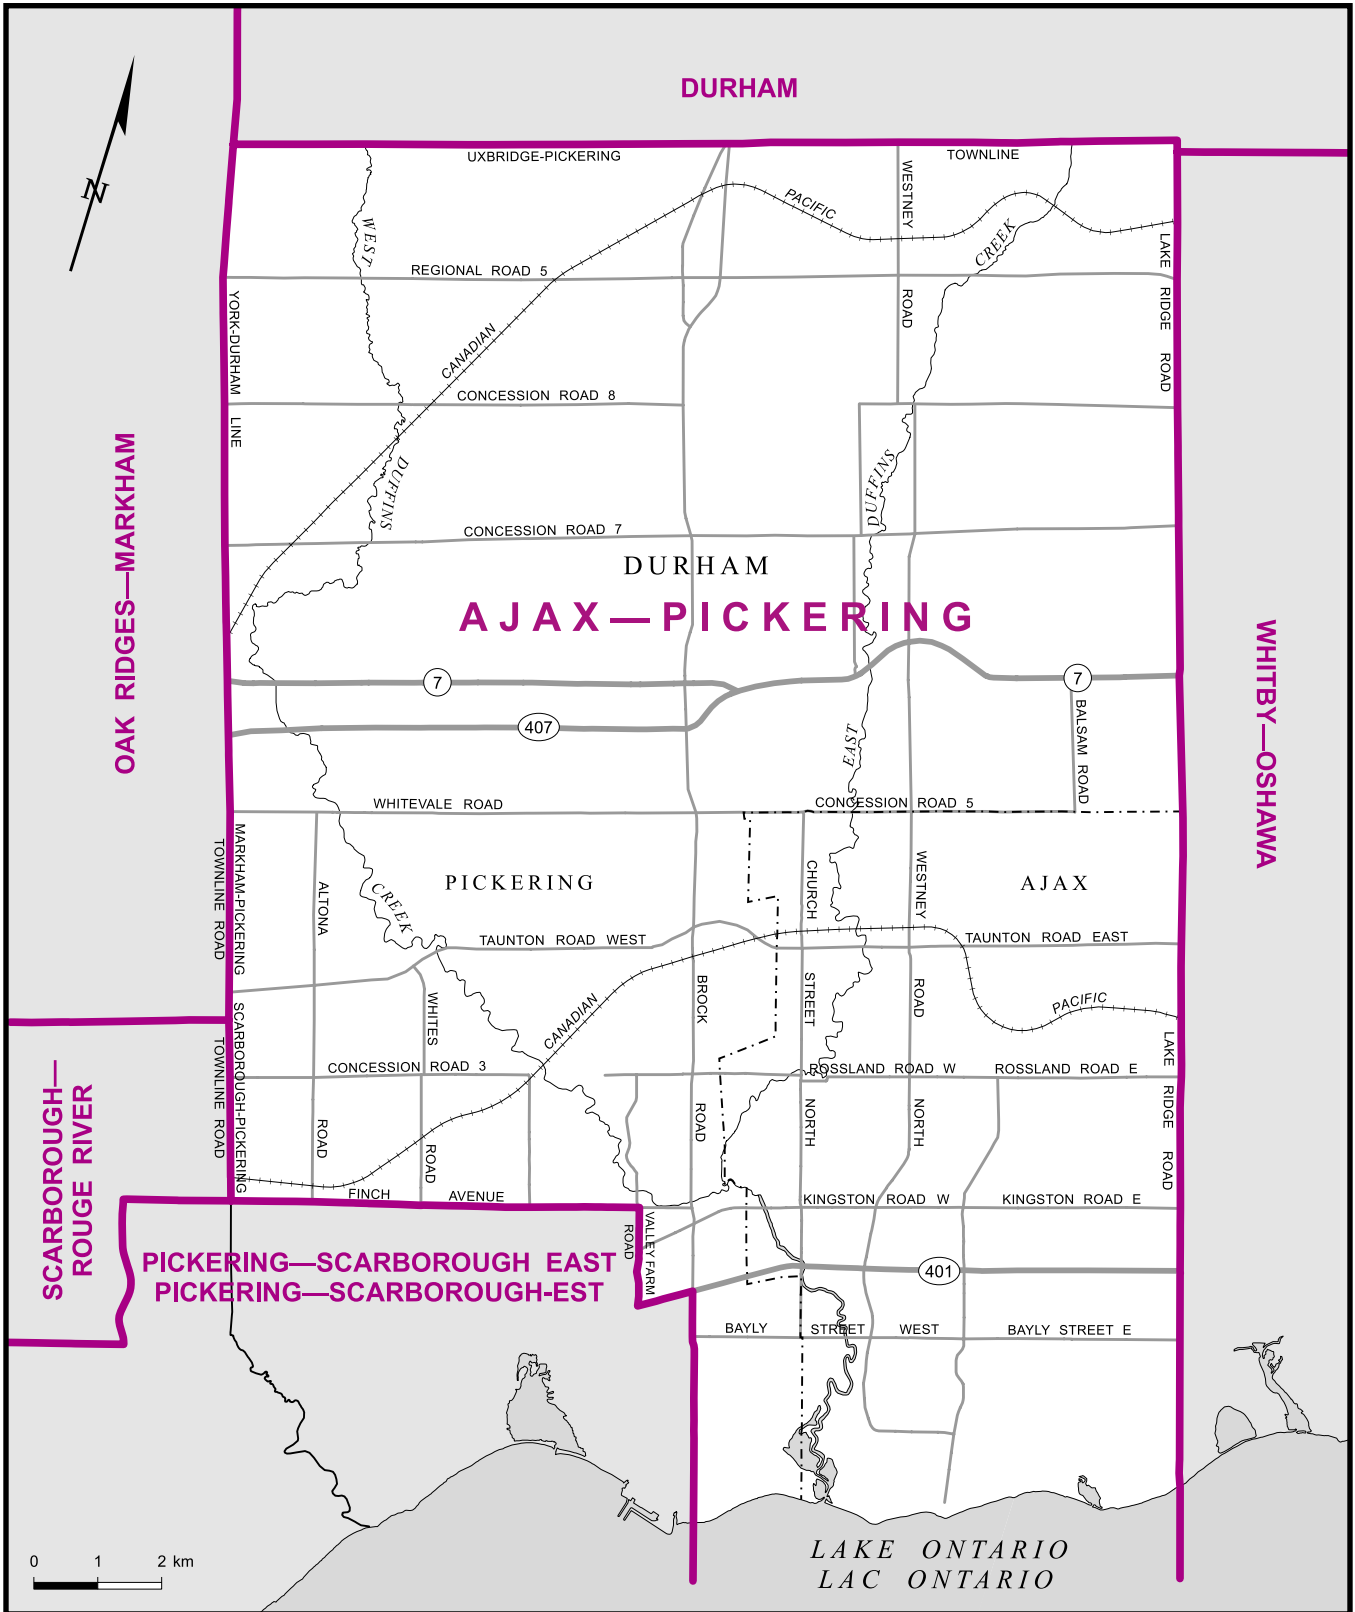 DURHAM
N
UXBRIDGE-PICKERING TOWNLINE
WEST
PACIFIC
WESTNEY
CREEK
LAKE
REGIONAL ROAD 5
YORK-DURHAM
ROAD
RIDGE
CANADIAN
ROAD
CONCESSION ROAD 8
LINE
OAK RIDGES—MARKHAM
DUFFINS
DUFFINS
CONCESSION ROAD 7
DURHAM
AJAX—PICKERING
WHITBY—OSHAWA
7
7
407
EAST
BALSAM ROAD
WHITEVALE ROAD
CONCESSION ROAD 5
MARKHAM-PICKERING
TOWNLINE ROAD
ALTONA
CREEK
PICKERING
CHURCH
WESTNEY
AJAX
TAUNTON ROAD WEST
TAUNTON ROAD EAST
BROCK
STREET
ROAD
WHITES
CANADIAN
PACIFIC
SCARBOROUGH-PICKERING
TOWNLINE ROAD
LAKE
CONCESSION ROAD 3
ROSSLAND ROAD W
ROSSLAND ROAD E
SCARBOROUGH—
ROUGE RIVER
ROAD
ROAD
ROAD
NORTH
NORTH
RIDGE
ROAD
FINCH AVENUE
KINGSTON ROAD W
KINGSTON ROAD E
VALLEY FARM
ROAD
PICKERING—SCARBOROUGH EAST
PICKERING—SCARBOROUGH-EST
401
BAYLY STREET WEST
BAYLY STREET E
LAKE ONTARIO
LAC ONTARIO
0 1 2 km